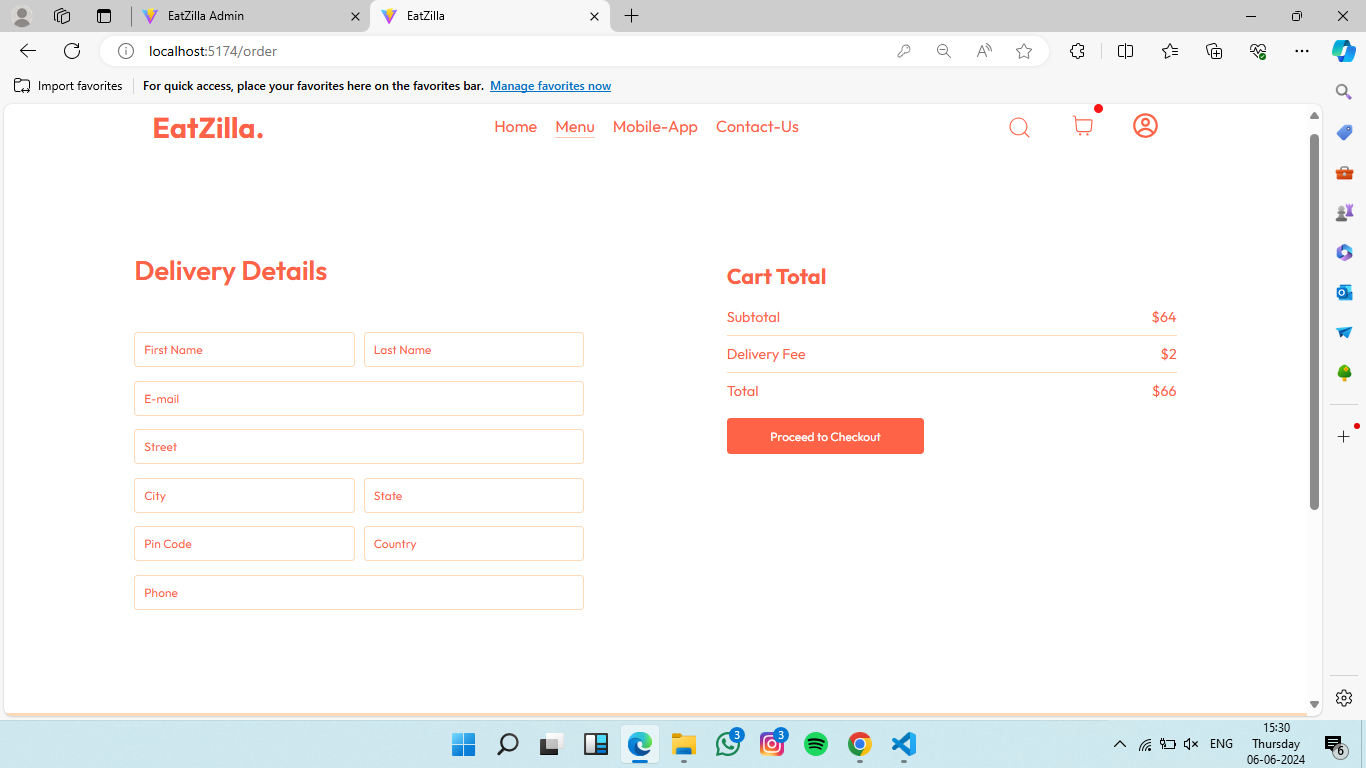 EatZilla Admin
EatZilla
localhost:5174/order
Import favorites
For quick access, place your favorites here on the favorites bar. Manage favorites now
EatZilla.
Home Menu Mobile-App Contact-Us
Delivery Details
First Name Last Name
E-mail
Street
City State
Pin Code Country
Phone
Cart Total
Subtotal $64
Delivery Fee $2
Total $66
Proceed to Checkout
3
3
ENG
15:30
Thursday
06-06-2024
6